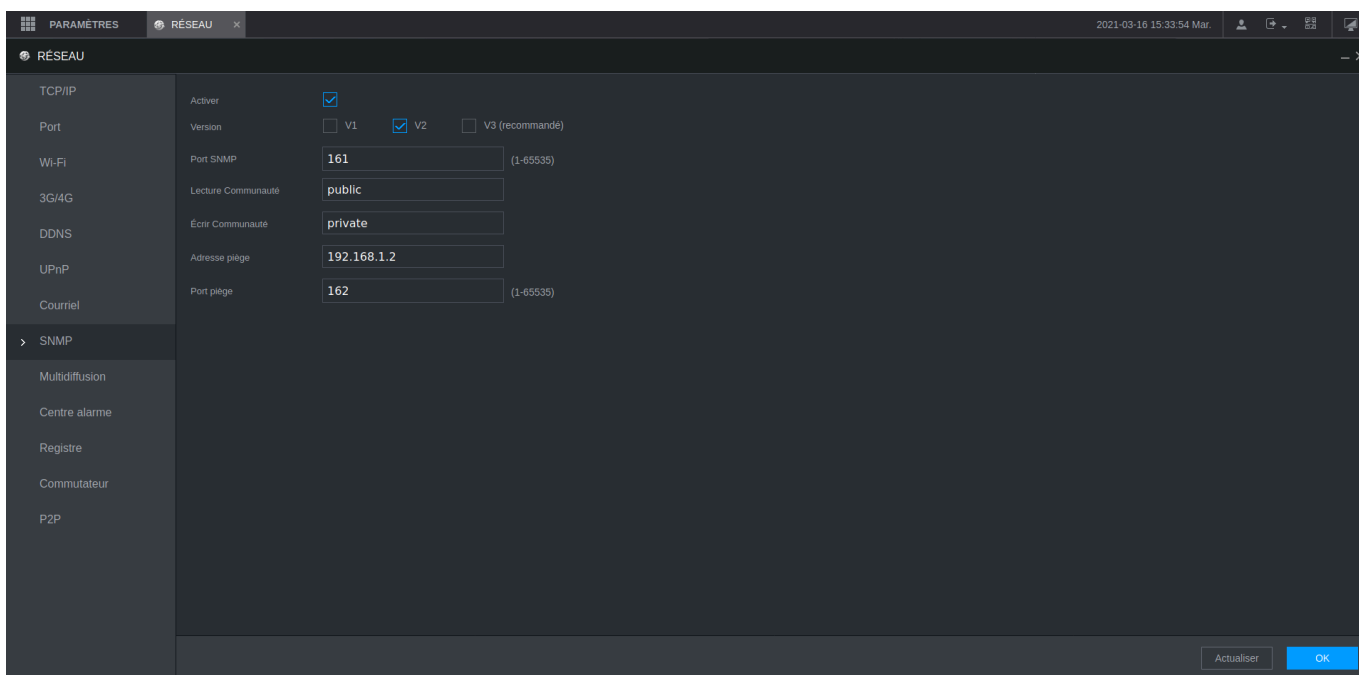 PARAMÈTRES RÉSEAU × 2021-03-16 15:33:54 Mar.
RÉSEAU
TCP/IP
Port
Wi-Fi
3G/4G
DDNS
UPnP
Courriel
SNMP
Multidiffusion
Centre alarme
Registre
Commutateur
P2P
Activer
Version V1 V2 V3 (recommandé)
Port SNMP 161 (1-65535)
Lecture Communauté public
Écrir Communauté private
Adresse piège 192.168.1.2
Port piège 162 (1-65535)
Actualiser OK